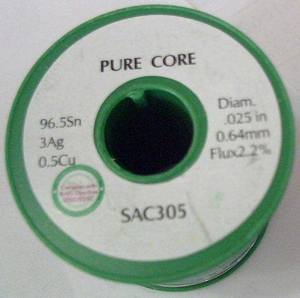 PURE CORE
96.5Sn
3Ag
0.5Cu
Diam.
.025 in
0.64mm
Flux2.2%
SAC305